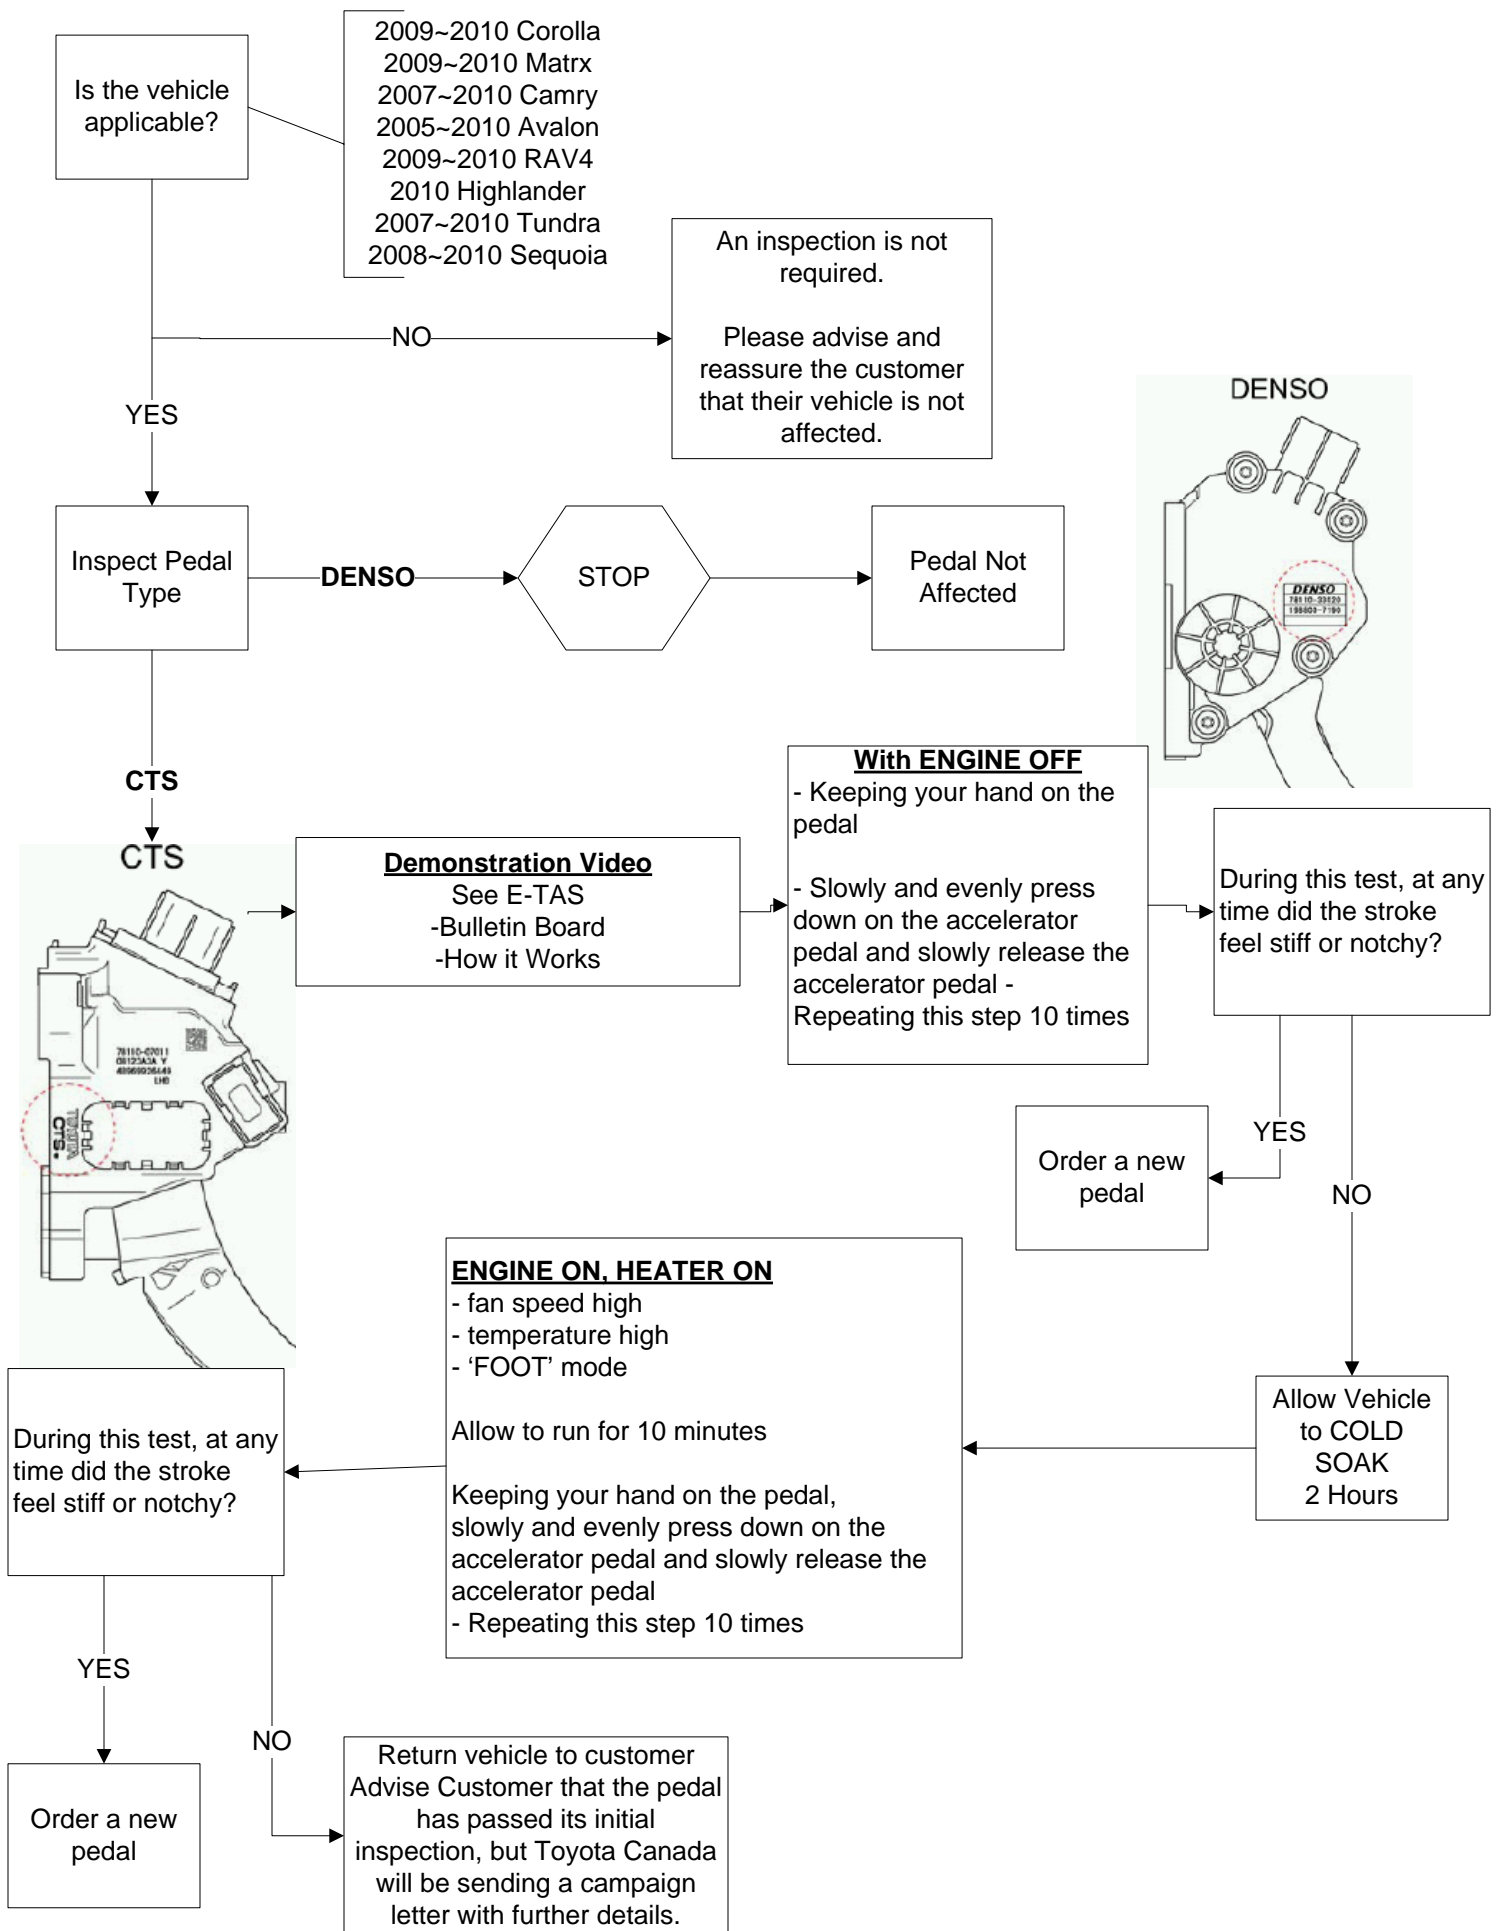 2009~2010 Corolla
2009~2010 Matrx
2007~2010 Camry
2005~2010 Avalon
2009~2010 RAV4
2010 Highlander
2007~2010 Tundra
2008~2010 Sequoia
Is the vehicle
applicable?
An inspection is not
required.
Please advise and
reassure the customer
that their vehicle is not
affected.
NO
YES
DENSO
DENSO
Inspect Pedal
Type
DENSO
STOP
Pedal Not
Affected
CTS
CTS
78110-07011
CTS
Demonstration Video
See E-TAS
-Bulletin Board
-How it Works
With ENGINE OFF
- Keeping your hand on the
pedal
- Slowly and evenly press
down on the accelerator
pedal and slowly release the
accelerator pedal -
Repeating this step 10 times
During this test, at any
time did the stroke
feel stiff or notchy?
YES
Order a new
pedal
NO
Allow Vehicle
to COLD
SOAK
2 Hours
ENGINE ON, HEATER ON
- fan speed high
- temperature high
- ‘FOOT’ mode
Allow to run for 10 minutes
Keeping your hand on the pedal,
slowly and evenly press down on the
accelerator pedal and slowly release the
accelerator pedal
- Repeating this step 10 times
During this test, at any
time did the stroke
feel stiff or notchy?
YES
Order a new
pedal
NO
Return vehicle to customer
Advise Customer that the pedal
has passed its initial
inspection, but Toyota Canada
will be sending a campaign
letter with further details.